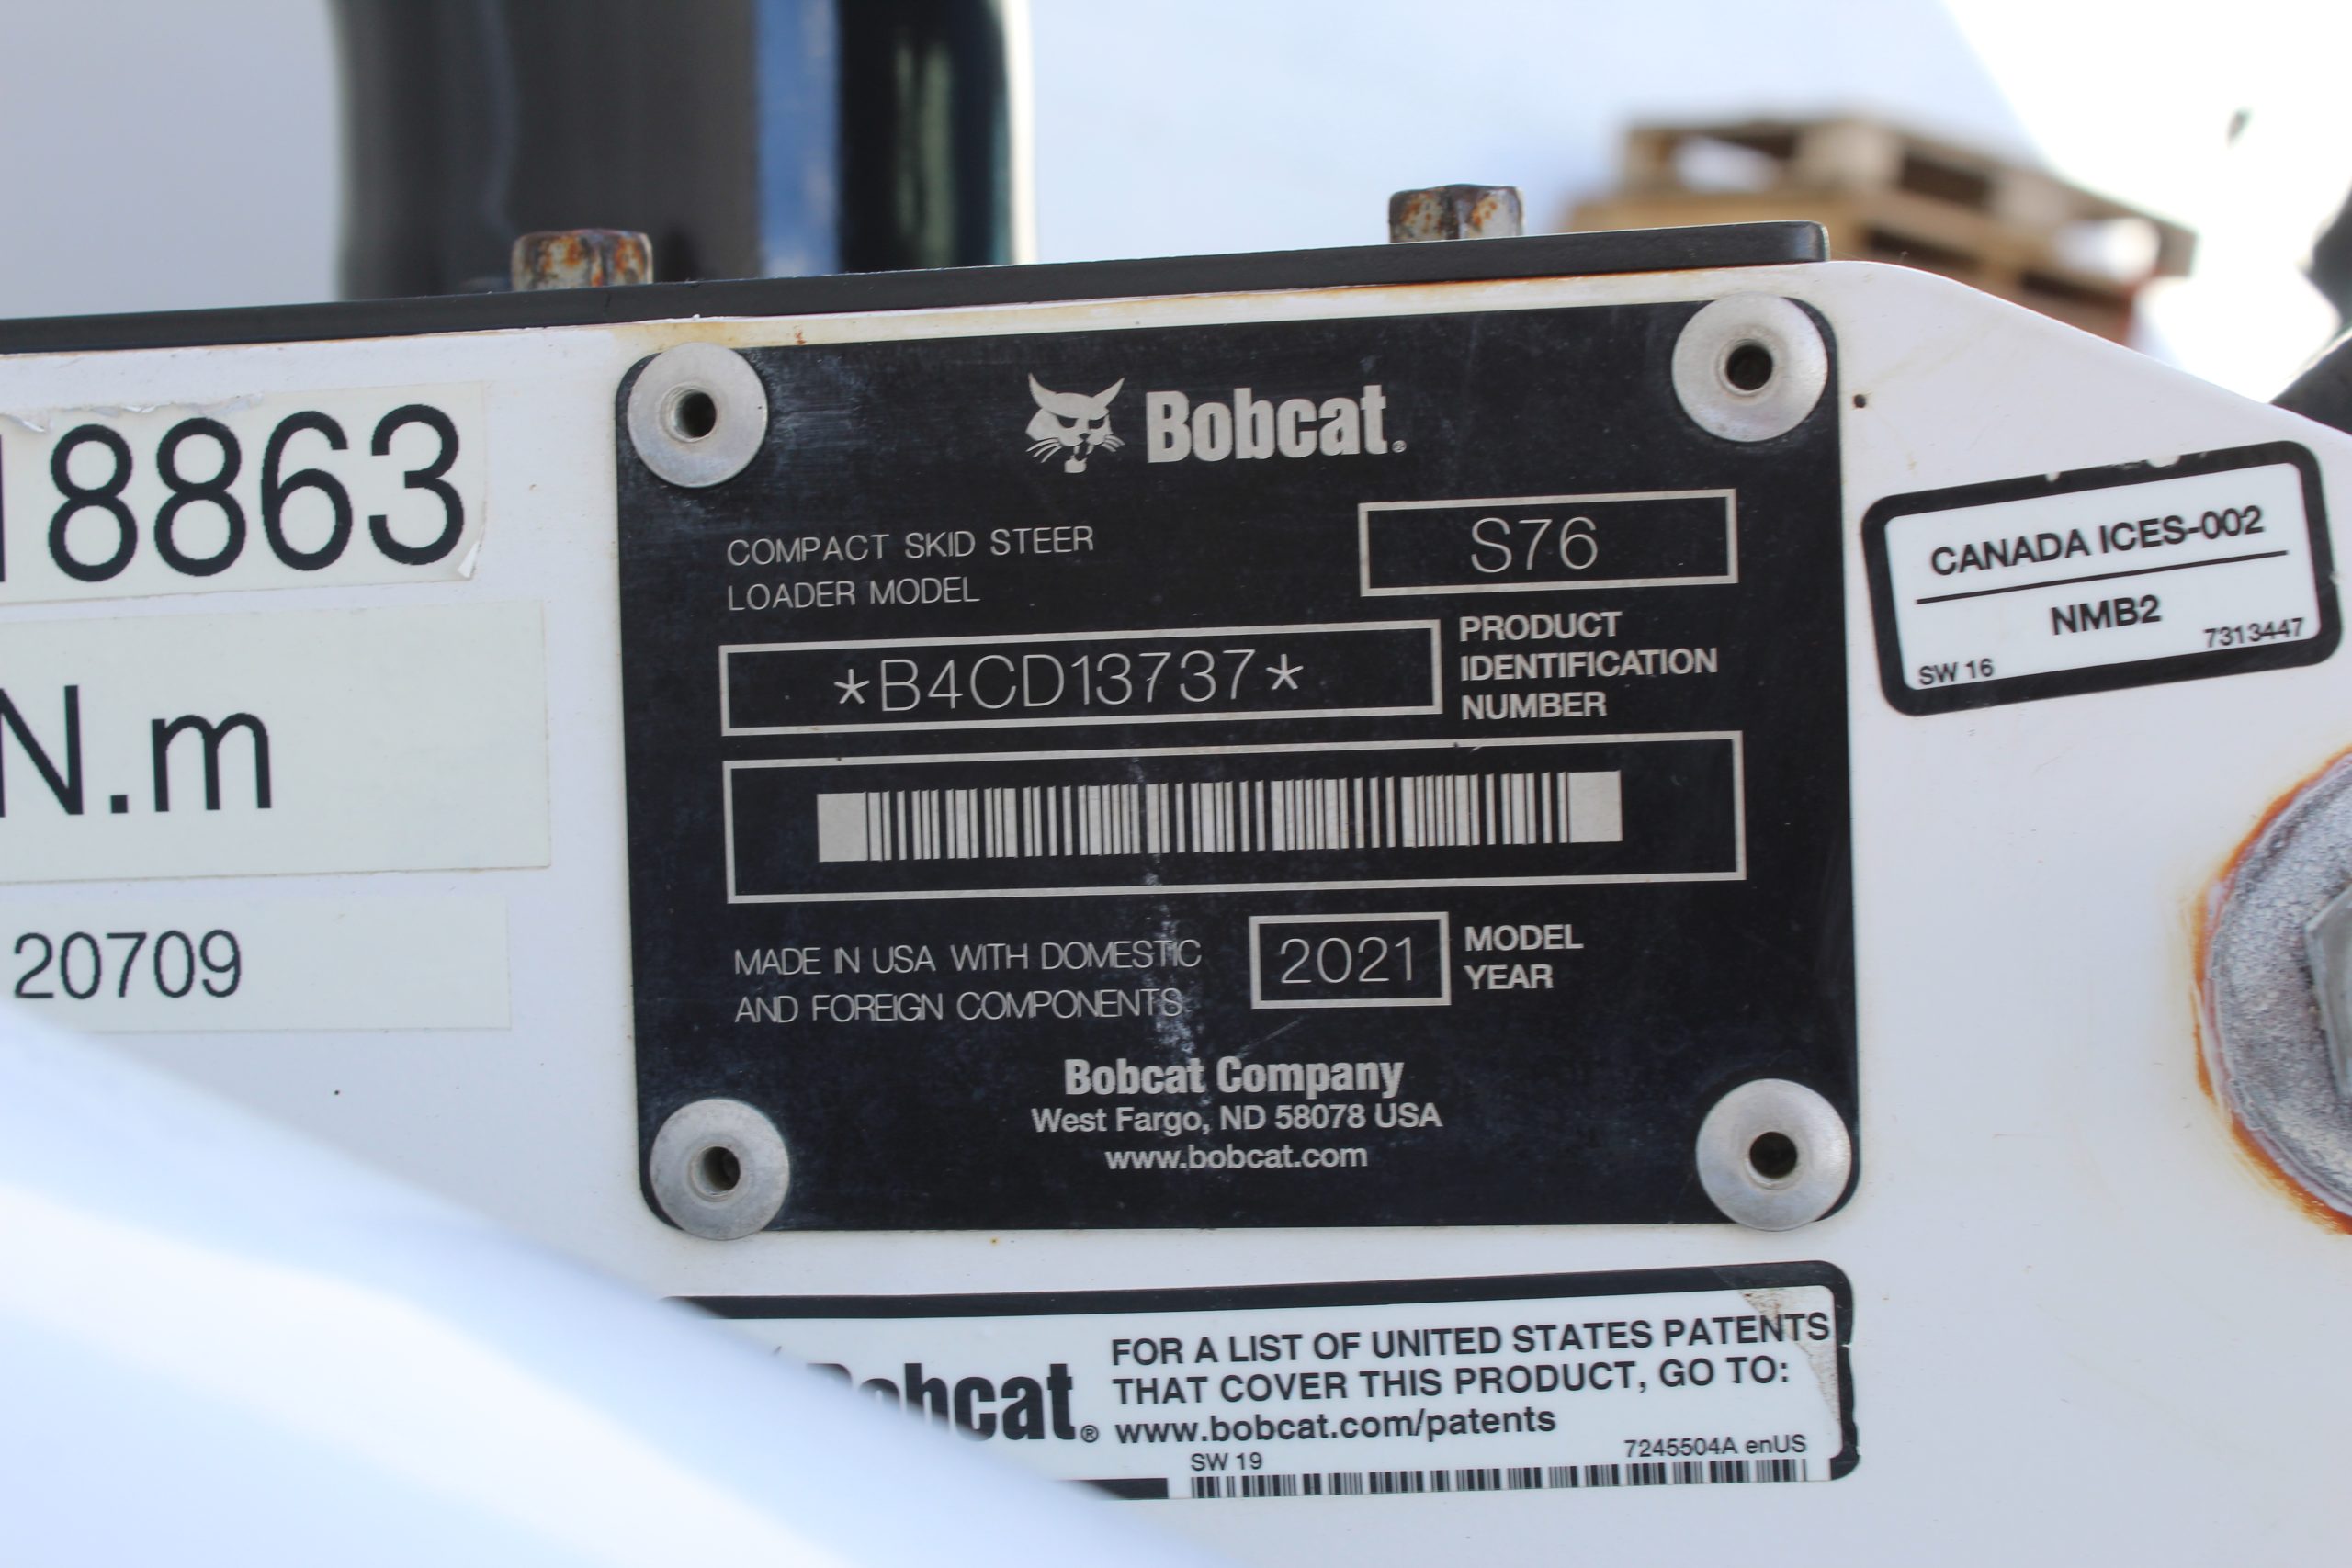 18863
N.m
20709
Bobcat®
COMPACT SKID STEER
LOADER MODEL
S76
*B4CD13737*
PRODUCT
IDENTIFICATION
NUMBER
MADE IN USA WITH DOMESTIC
AND FOREIGN COMPONENTS
2021
MODEL
YEAR
Bobcat Company
West Fargo, ND 58078 USA
www.bobcat.com
CANADA ICES-002
NMB2
SW 16
7313447
Bobcat®
FOR A LIST OF UNITED STATES PATENTS
THAT COVER THIS PRODUCT, GO TO:
www.bobcat.com/patents
SW 19
7245504A enUS